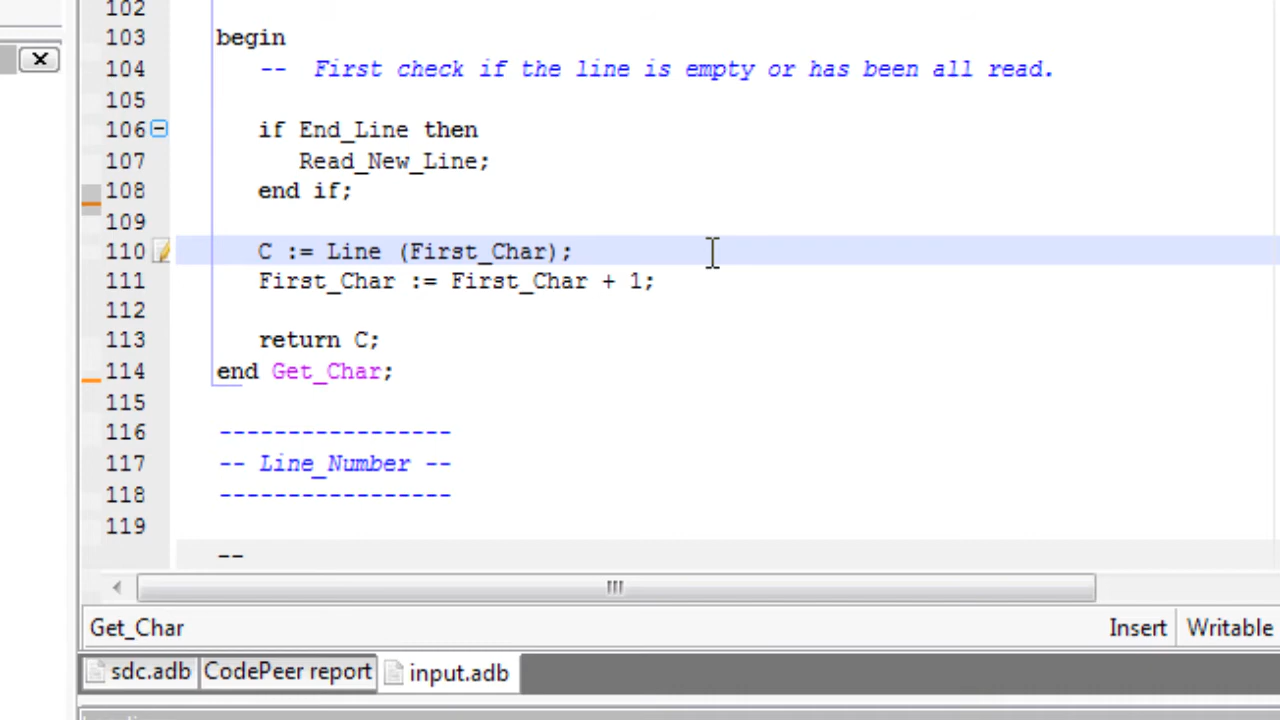 102
103 begin
104 -- First check if the line is empty or has been all read.
105
106 if End_Line then
107 Read_New_Line;
108 end if;
109
110 C := Line (First_Char);
111 First_Char := First_Char + 1;
112
113 return C;
114 end Get_Char;
115
116 -----------------
117 -- Line_Number --
118 -----------------
119
--
Get_Char Insert Writable
sdc.adb CodePeer report input.adb